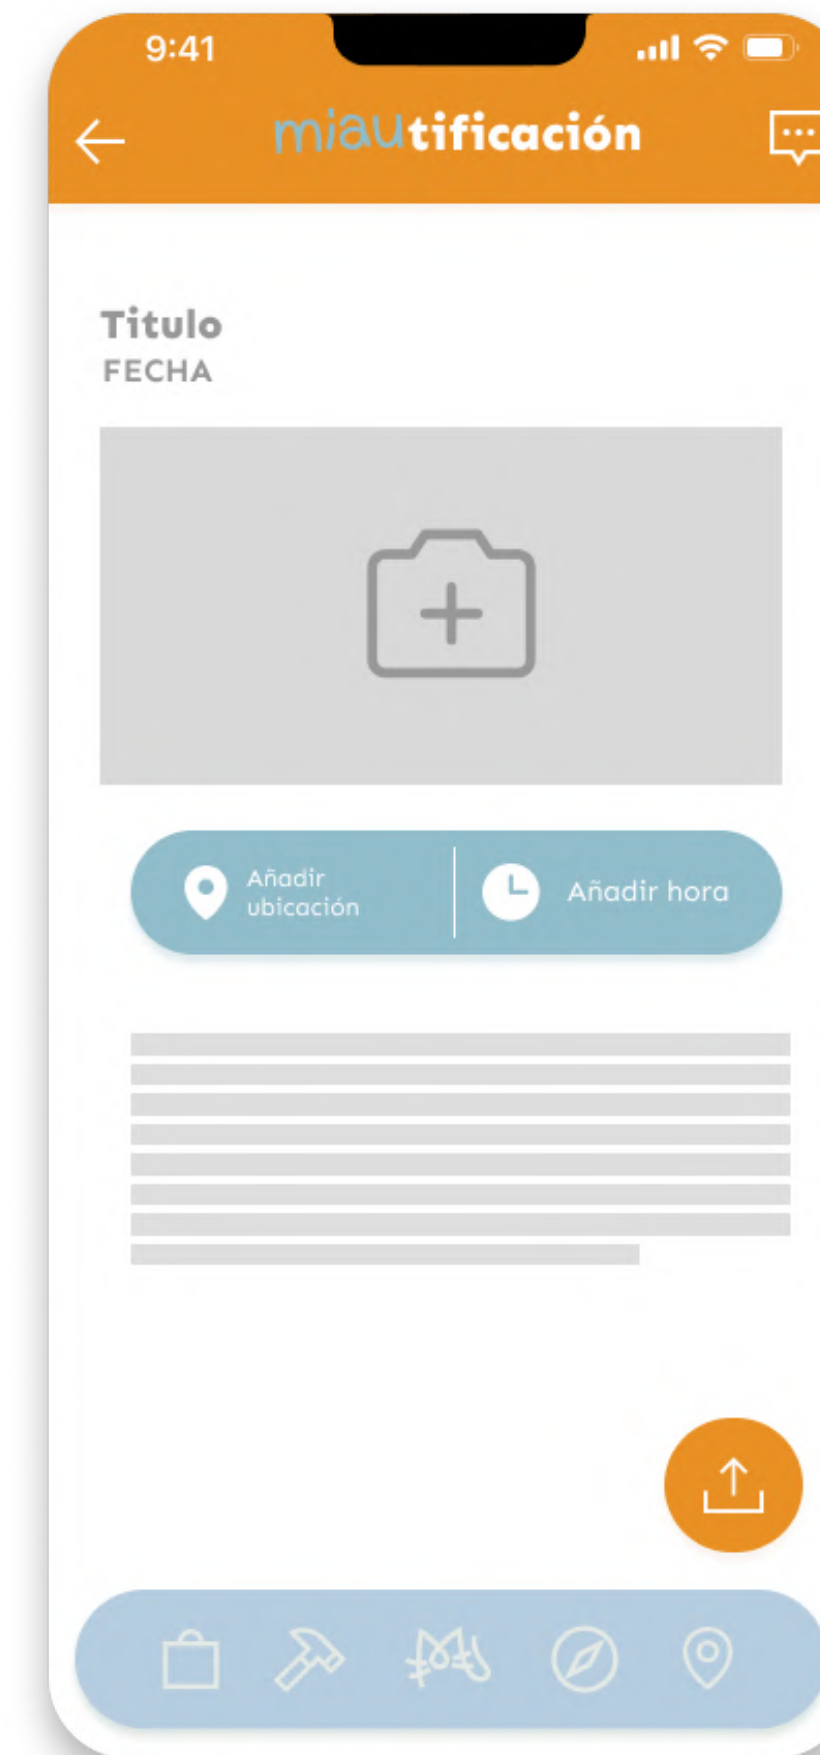 9:41
miautificación
Titulo
FECHA
Añadir
ubicación
Añadir hora